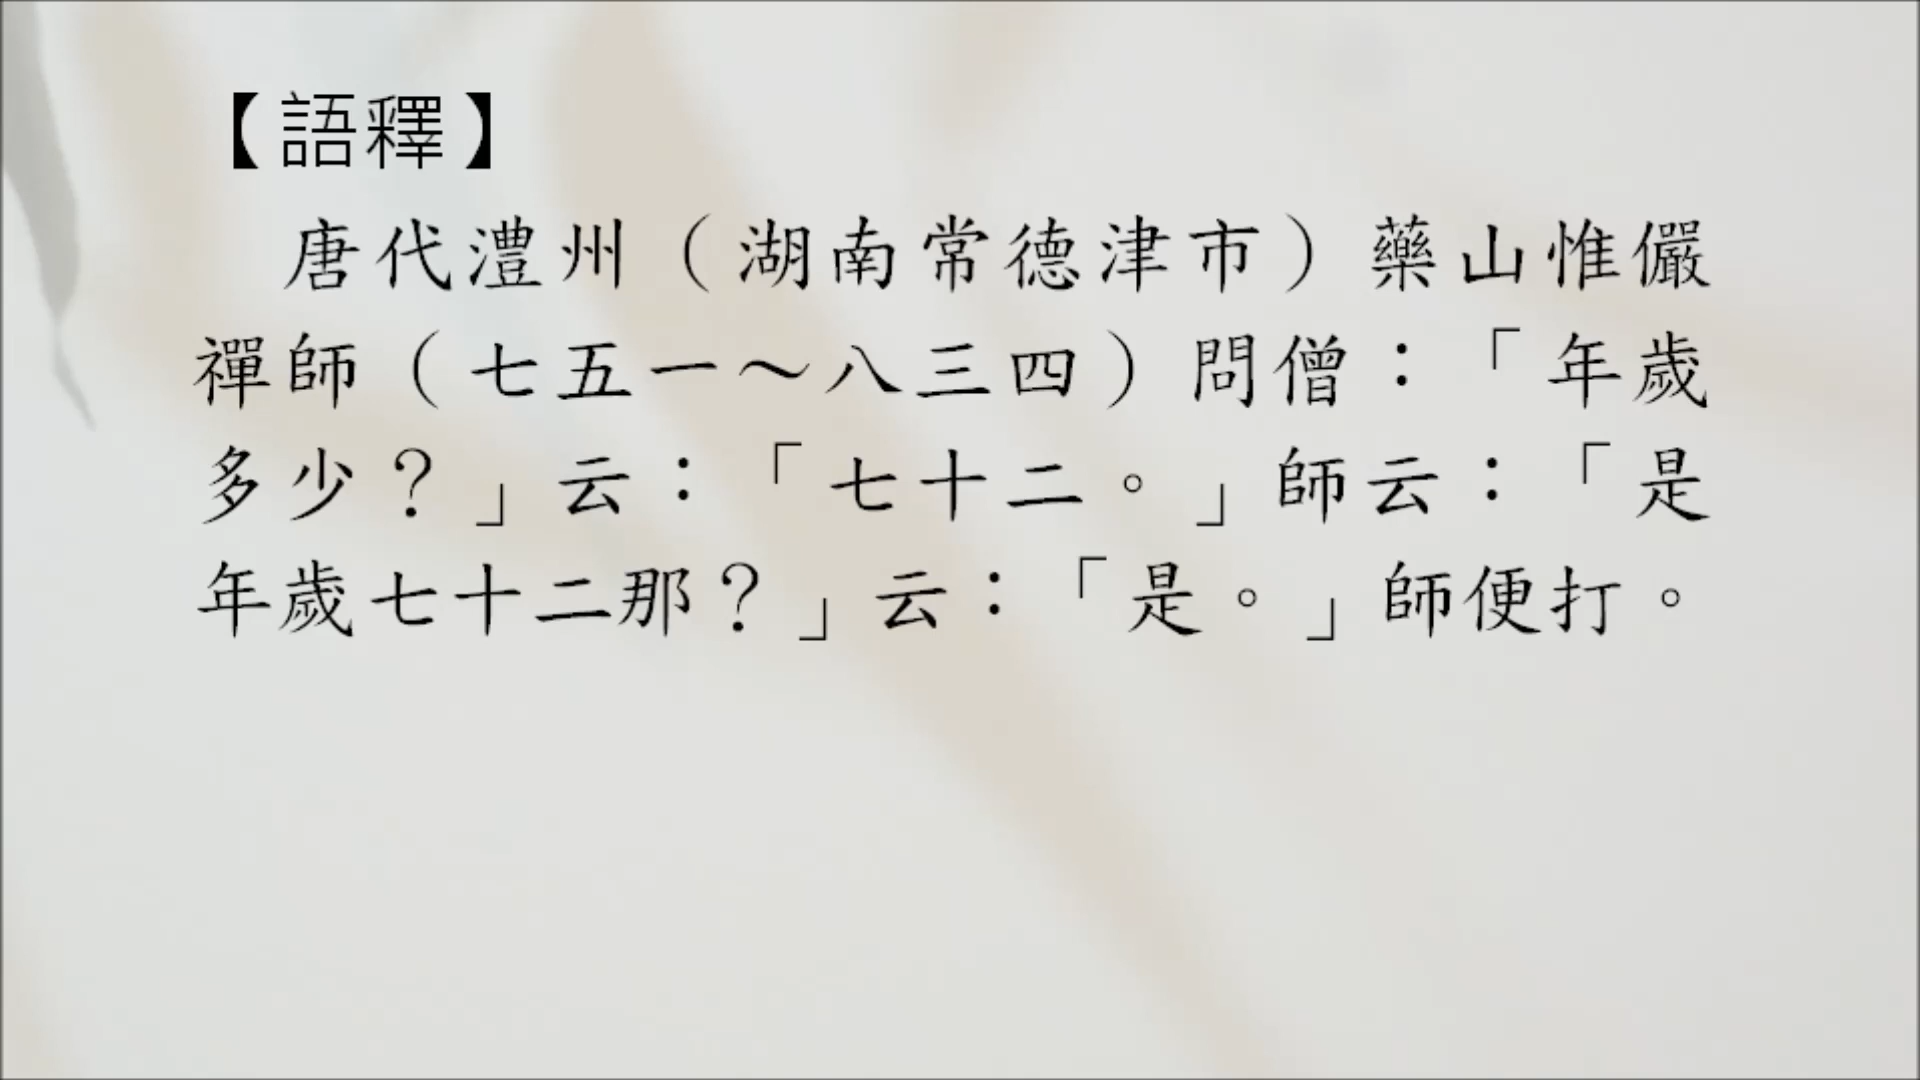 【語釋】
唐代澧州（湖南常德津市）藥山惟儼
禪師（七五一～八三四）問僧：「年歲
多少？」云：「七十二。」師云：「是
年歲七十二那？」云：「是。」師便打。